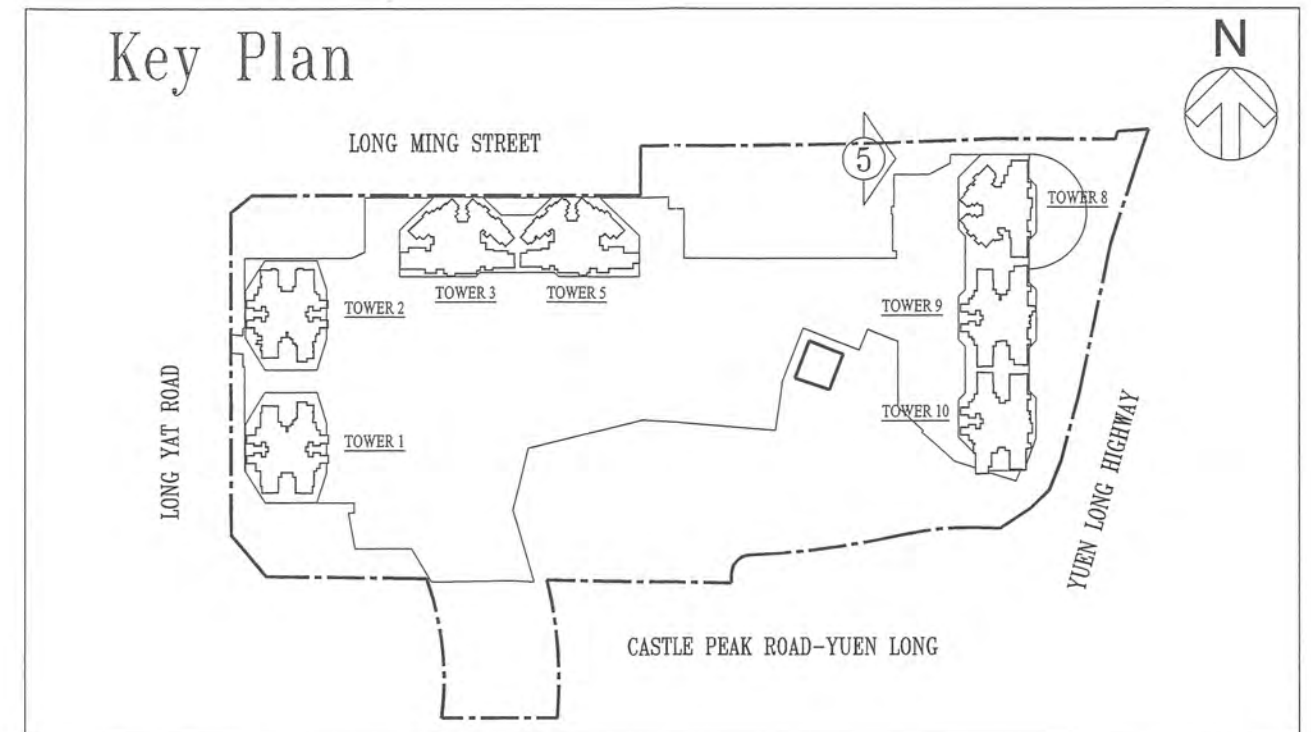 Key Plan
N
LONG MING STREET
5
TOWER 8
TOWER 3
TOWER 5
TOWER 2
TOWER 9
LONG YAT ROAD
TOWER 1
TOWER 10
YUEN LONG HIGHWAY
CASTLE PEAK ROAD-YUEN LONG